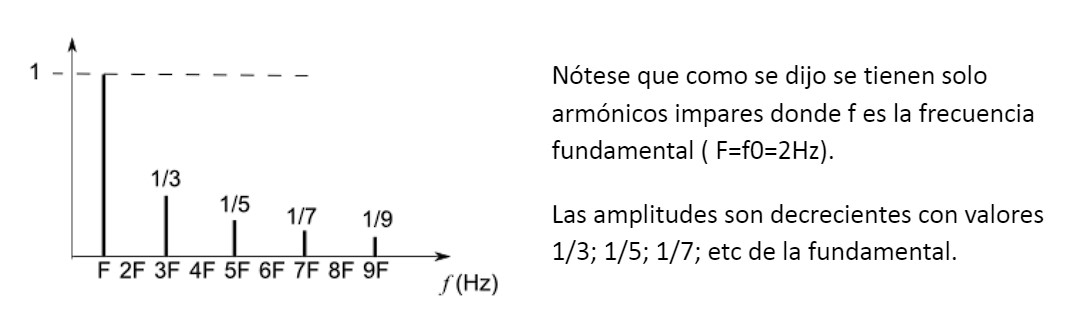 1
1/3
1/5
1/7
1/9
F 2F 3F 4F 5F 6F 7F 8F 9F
f (Hz)
Nótese que como se dijo se tienen solo
armónicos impares donde f es la frecuencia
fundamental ( F=f0=2Hz).
Las amplitudes son decrecientes con valores
1/3; 1/5; 1/7; etc de la fundamental.